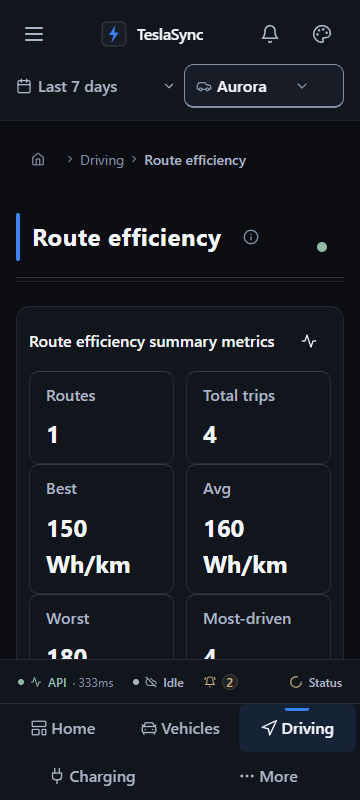 TeslaSync
Last 7 days
Aurora
Driving
Route efficiency
Route efficiency
Route efficiency summary metrics
Routes
1
Total trips
4
Best
150
Wh/km
Avg
160
Wh/km
Worst
180
Most-driven
4
API · 333ms
Idle
2
Status
Home
Vehicles
Driving
Charging
More